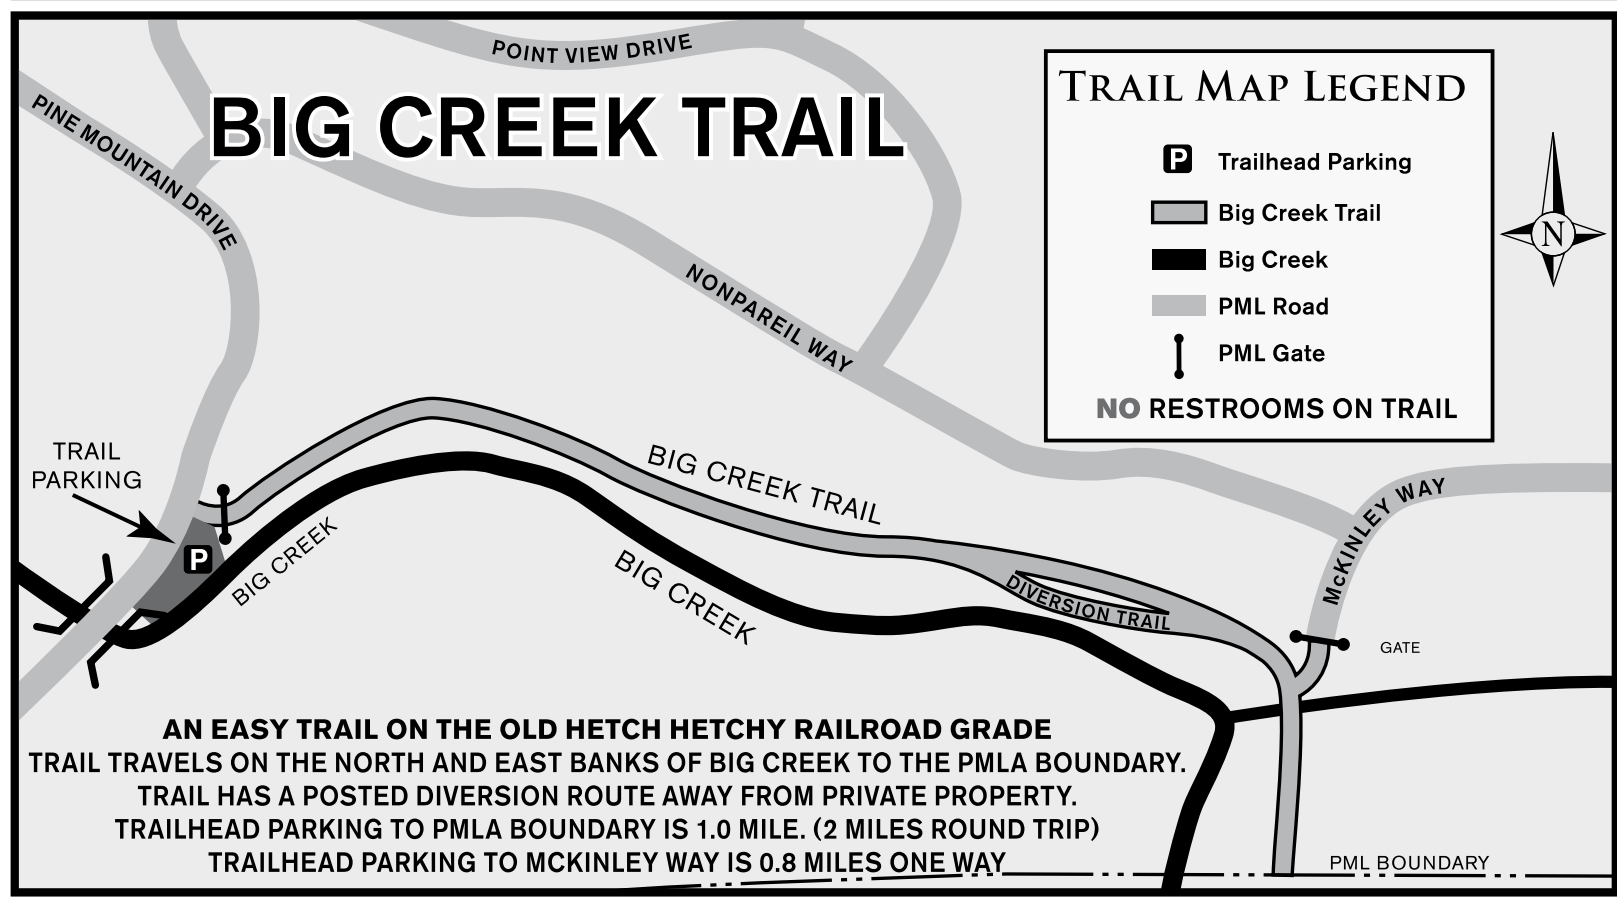 POINT VIEW DRIVE
PINE MOUNTAIN DRIVE
BIG CREEK TRAIL
NONPAREIL WAY
TRAIL MAP LEGEND
P
Trailhead Parking
Big Creek Trail
Big Creek
PML Road
PML Gate
NO RESTROOMS ON TRAIL
N
TRAIL
PARKING
P
BIG CREEK
BIG CREEK TRAIL
BIG CREEK
DIVERSION TRAIL
McKINLEY WAY
GATE
AN EASY TRAIL ON THE OLD HETCH HETCHY RAILROAD GRADE
TRAIL TRAVELS ON THE NORTH AND EAST BANKS OF BIG CREEK TO THE PMLA BOUNDARY.
TRAIL HAS A POSTED DIVERSION ROUTE AWAY FROM PRIVATE PROPERTY.
TRAILHEAD PARKING TO PMLA BOUNDARY IS 1.0 MILE. (2 MILES ROUND TRIP)
TRAILHEAD PARKING TO MCKINLEY WAY IS 0.8 MILES ONE WAY
PML BOUNDARY